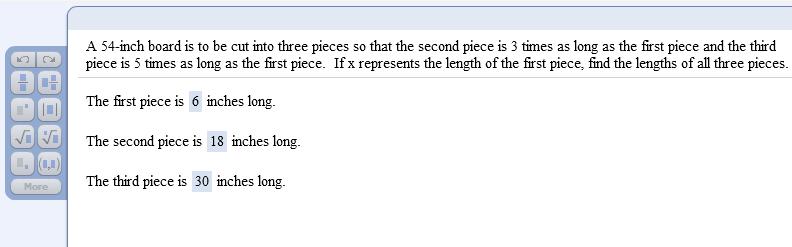 A 54-inch board is to be cut into three pieces so that the second piece is 3 times as long as the first piece and the third
piece is 5 times as long as the first piece. If x represents the length of the first piece, find the lengths of all three pieces.
The first piece is 6 inches long.
The second piece is 18 inches long.
The third piece is 30 inches long.
More